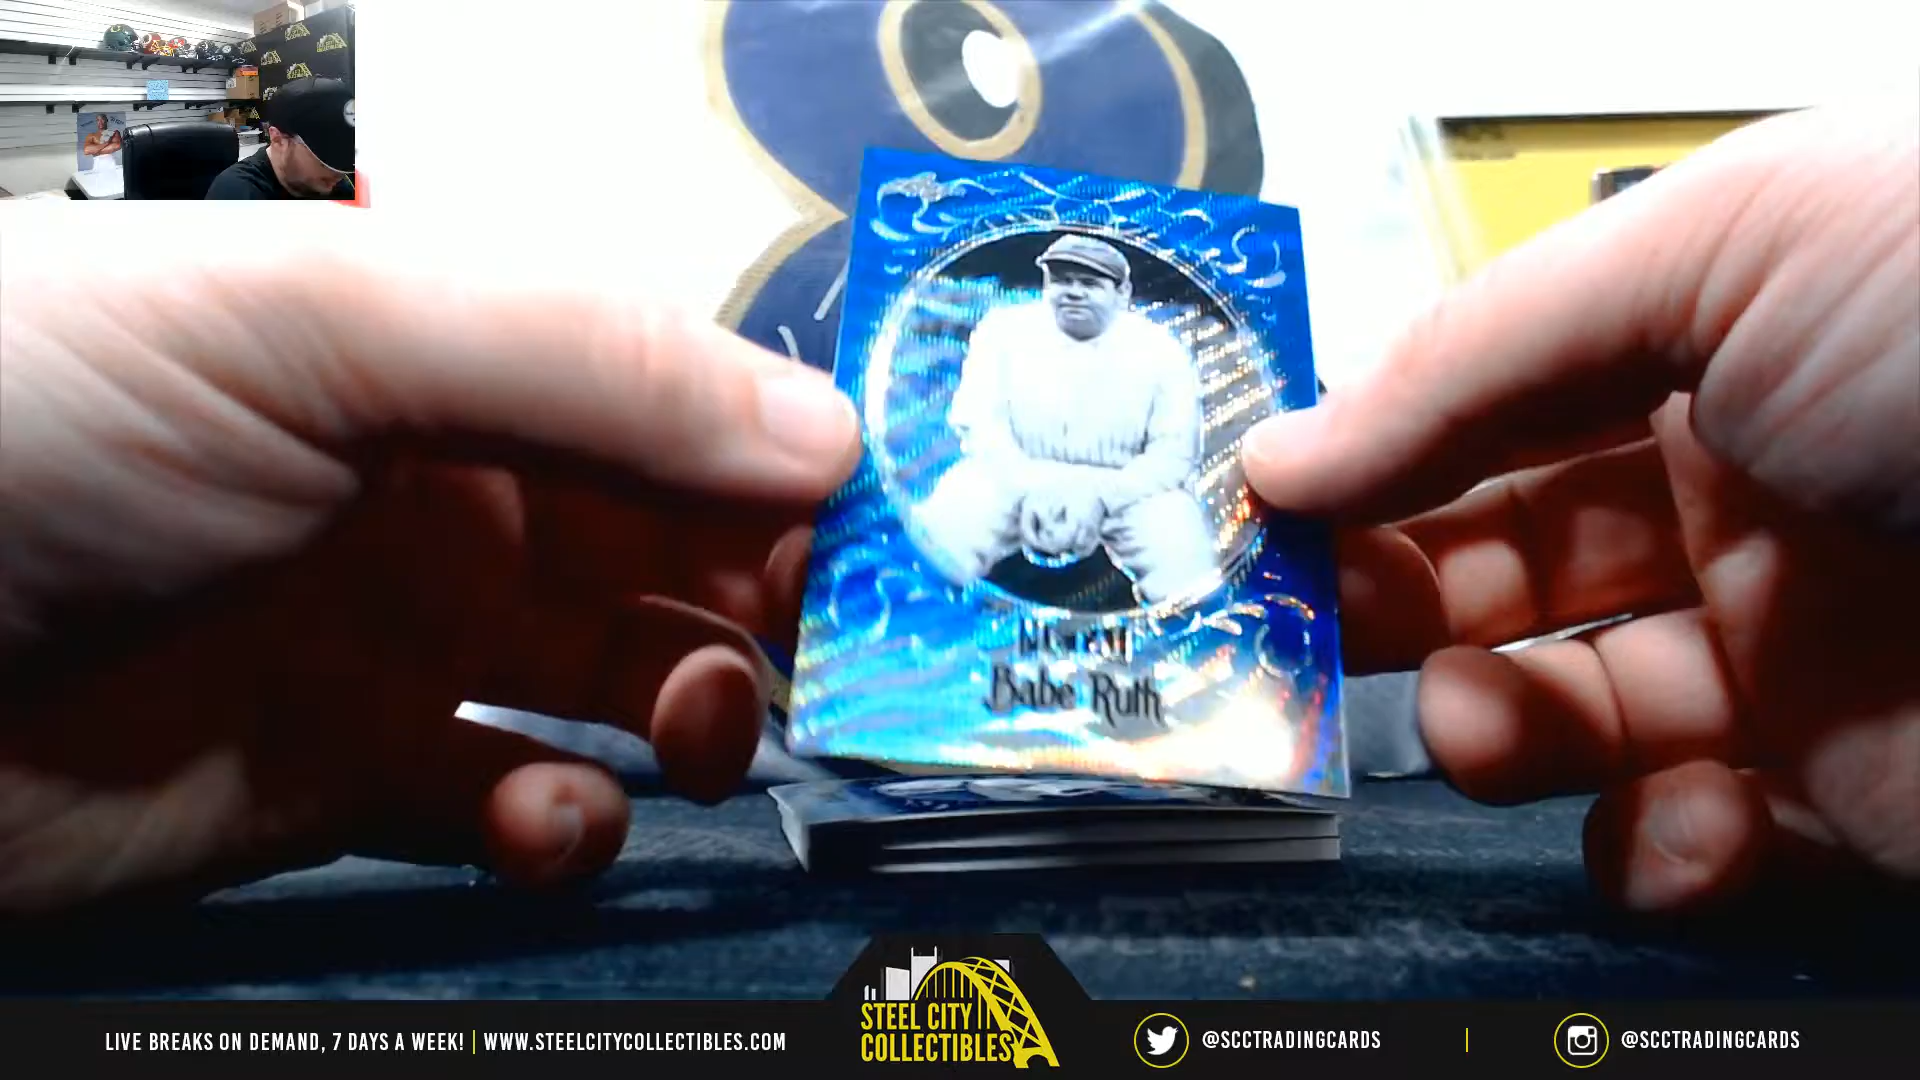 Babe Ruth
LIVE BREAKS ON DEMAND, 7 DAYS A WEEK! | WWW.STEELCITYCOLLECTIBLES.COM
STEEL CITY
COLLECTIBLES
@SCCTRADINGCARDS
@SCCTRADINGCARDS